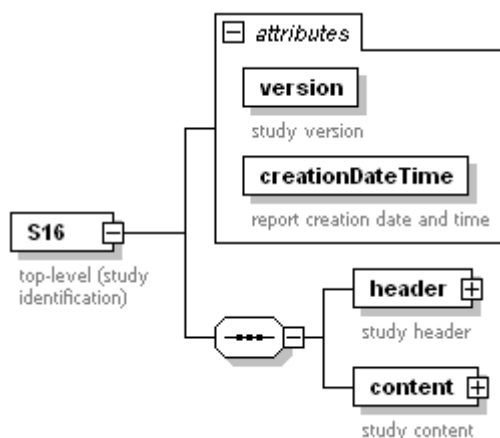 attributes
version
study version
creationDateTime
report creation date and time
S16
top-level (study
identification)
header
study header
content
study content